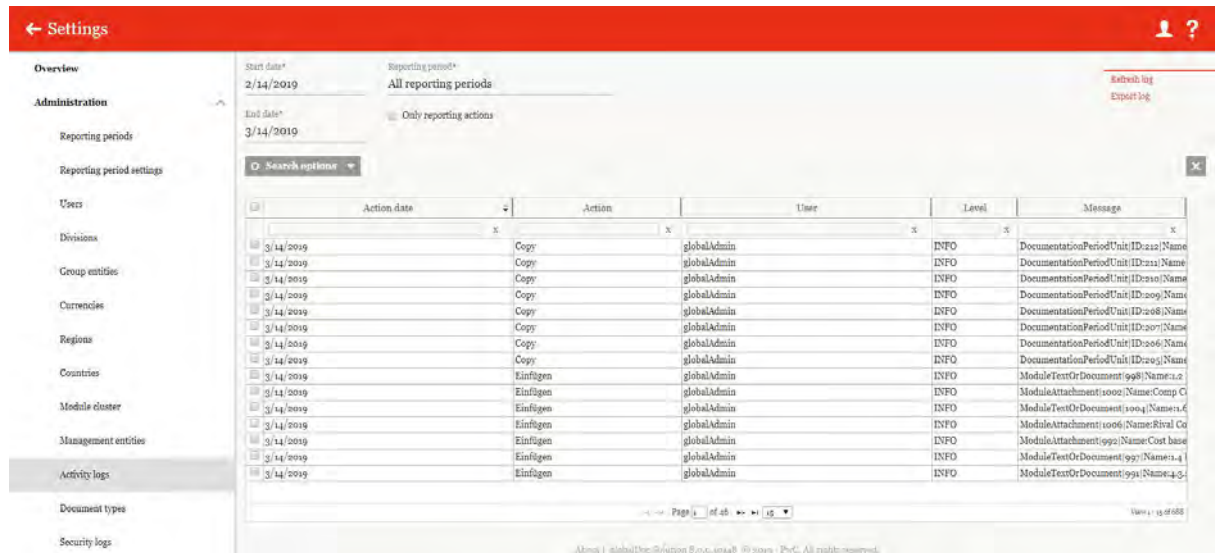 ← Settings
?
Overview
Administration
Reporting periods
Reporting period settings
Users
Divisions
Group entities
Currencies
Regions
Countries
Module cluster
Management entities
Activity logs
Document types
Security logs
Start date*
2/14/2019
Reporting period*
All reporting periods
End date*
3/14/2019
Only reporting actions
Refresh log
Export log
Search options
Action date Action User Level Message
x x x x x
3/14/2019 Copy globalAdmin INFO DocumentationPeriodUnit|ID:212|Name
3/14/2019 Copy globalAdmin INFO DocumentationPeriodUnit|ID:211|Name
3/14/2019 Copy globalAdmin INFO DocumentationPeriodUnit|ID:210|Name
3/14/2019 Copy globalAdmin INFO DocumentationPeriodUnit|ID:209|Name
3/14/2019 Copy globalAdmin INFO DocumentationPeriodUnit|ID:208|Name
3/14/2019 Copy globalAdmin INFO DocumentationPeriodUnit|ID:207|Name
3/14/2019 Copy globalAdmin INFO DocumentationPeriodUnit|ID:206|Name
3/14/2019 Copy globalAdmin INFO DocumentationPeriodUnit|ID:205|Name
3/14/2019 Einfügen globalAdmin INFO ModuleTextOrDocument|998|Name:1.2
3/14/2019 Einfügen globalAdmin INFO ModuleAttachment|1002|Name:Comp C
3/14/2019 Einfügen globalAdmin INFO ModuleTextOrDocument|1004|Name:1.6
3/14/2019 Einfügen globalAdmin INFO ModuleAttachment|1006|Name:Rival Co
3/14/2019 Einfügen globalAdmin INFO ModuleAttachment|992|Name:Cost base
3/14/2019 Einfügen globalAdmin INFO ModuleTextOrDocument|997|Name:1.4
3/14/2019 Einfügen globalAdmin INFO ModuleTextOrDocument|991|Name:4.3.
Page 1 of 46 15
View 1 - 15 of 688
PwC. All rights reserved.